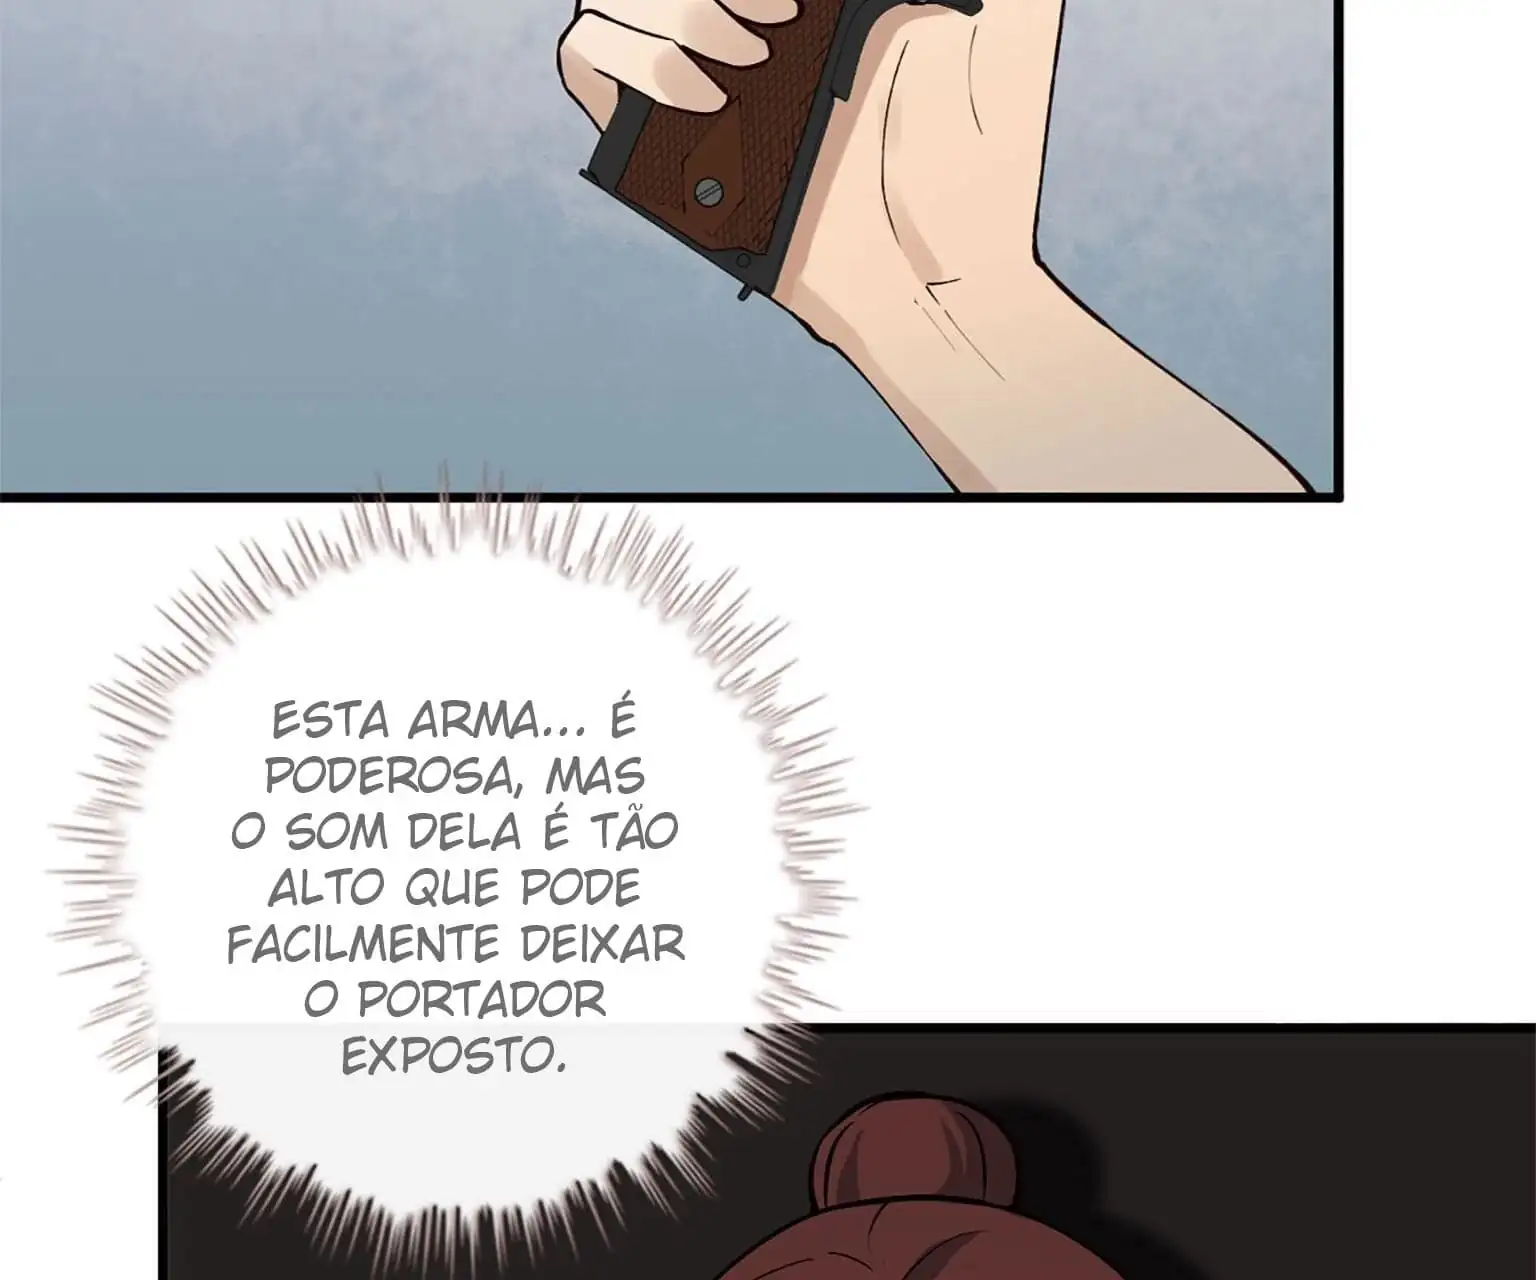 ESTA ARMA... É
PODEROSA, MAS
O SOM DELA É TÃO
ALTO QUE PODE
FACILMENTE DEIXAR
O PORTADOR
EXPOSTO.